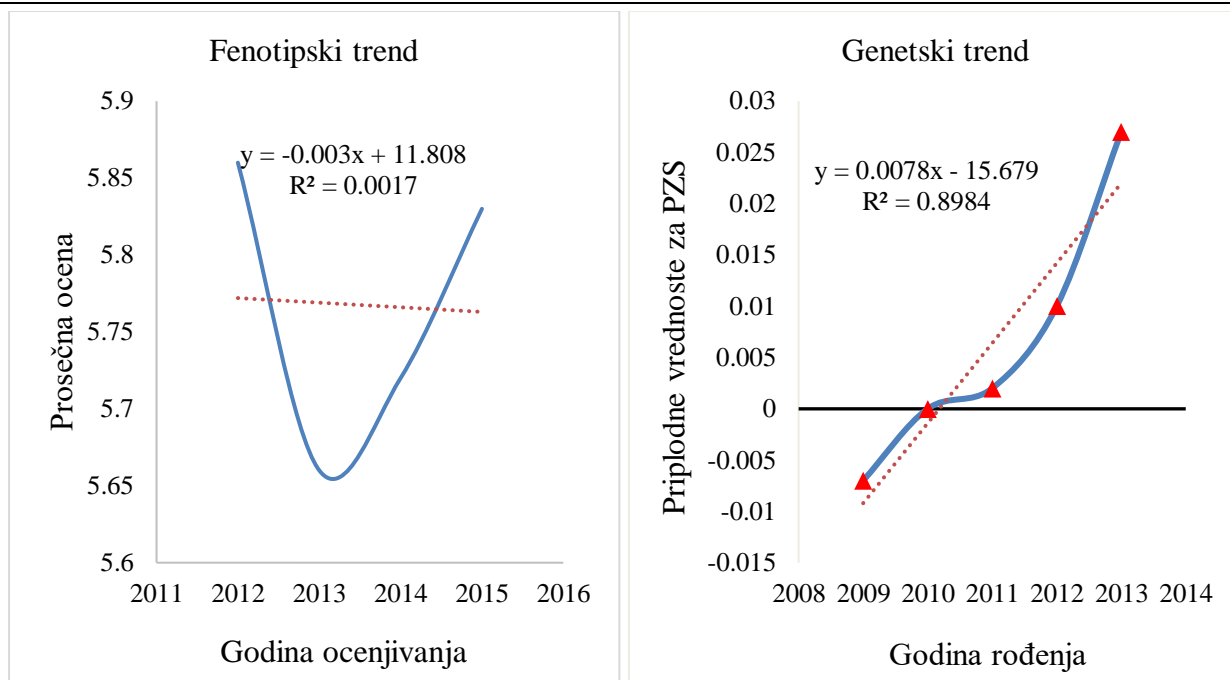 Fenotipski trend
y = -0.003x + 11.808
R² = 0.0017
Prosečna ocena
5.9
5.85
5.8
5.75
5.7
5.65
5.6
2011 2012 2013 2014 2015 2016
Godina ocenjivanja
Genetski trend
y = 0.0078x - 15.679
R² = 0.8984
Priplodne vrednoste za PZS
0.03
0.025
0.02
0.015
0.01
0.005
0
-0.005
-0.01
-0.015
2008 2009 2010 2011 2012 2013 2014
Godina rođenja